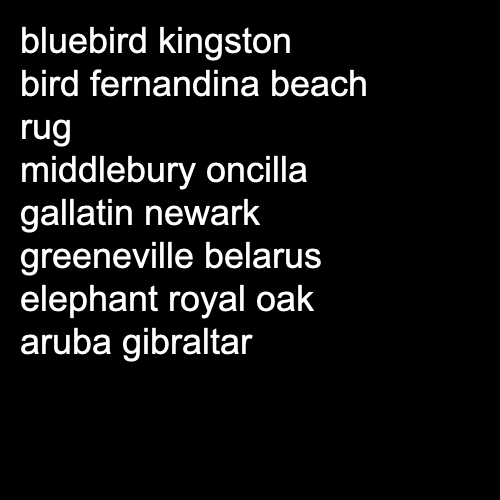 bluebird kingston
bird fernandina beach
rug
middlebury oncilla
gallatin newark
greeneville belarus
elephant royal oak
aruba gibraltar